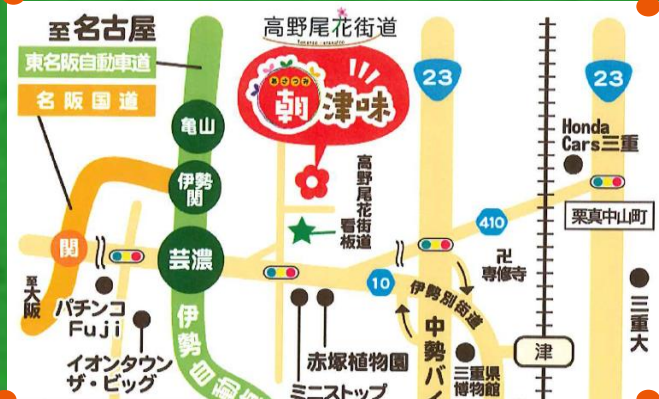 至名古屋
東名阪自動車道
名阪国道
高野尾花街道
あさつみ
朝津味
23
23
亀山
伊勢関
芸濃
関
至大阪
パチンコ
Fuji
イオンタウン
ザ・ビッグ
伊勢自動
高野尾花街道
看板
Honda
Cars三重
栗真中山町
410
卍
専修寺
10
伊勢別街道
中勢バイ
津
三重大
三重県
博物館
赤塚植物園
ミニストップ